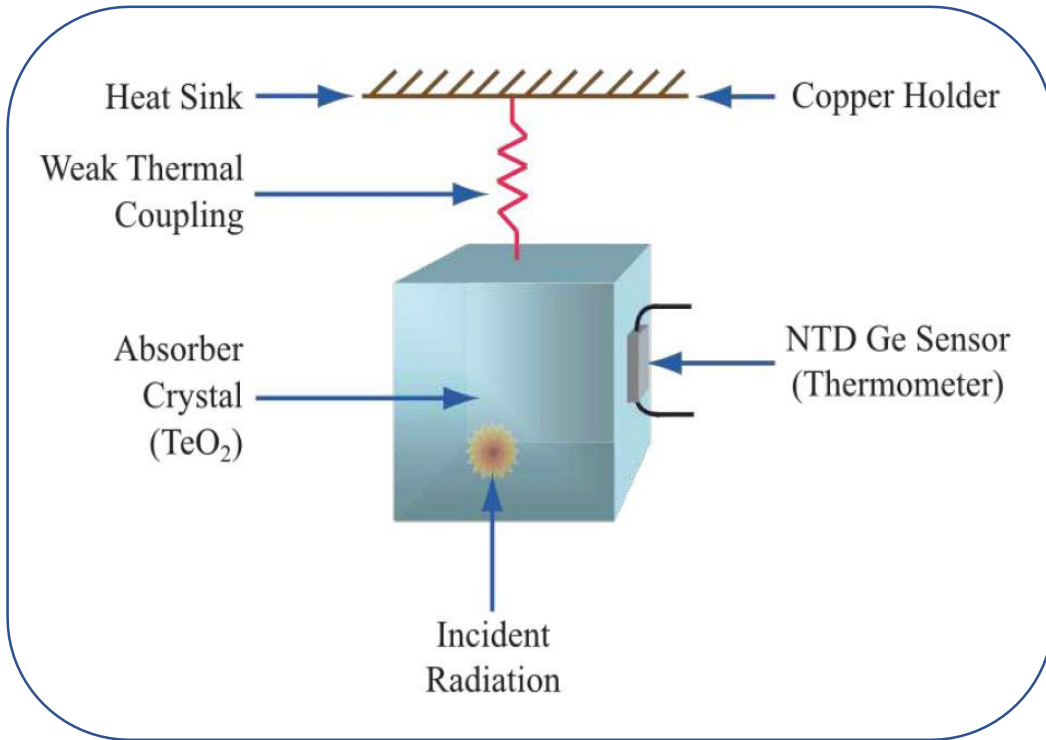 Heat Sink
Copper Holder
Weak Thermal
Coupling
Absorber
Crystal
(TeO₂)
NTD Ge Sensor
(Thermometer)
Incident
Radiation